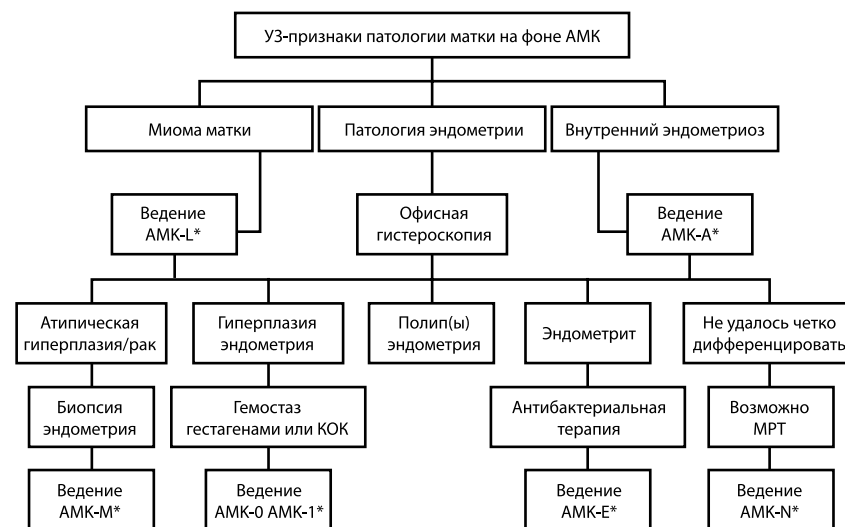 УЗ-признаки патологии матки на фоне АМК
Миома матки
Патология эндометрии
Внутренний эндометриоз
Ведение
АМК-L*
Офисная
гистероскопия
Ведение
АМК-А*
Атипическая
гиперплазия/рак
Гиперплазия
эндометрия
Полип(ы)
эндометрия
Эндометрит
Не удалось четко
дифференцировать
Биопсия
эндометрия
Гемостаз
гестагенами или КОК
Антибактериальная
терапия
Возможно
МРТ
Ведение
АМК-М*
Ведение
АМК-0 АМК-1*
Ведение
АМК-Е*
Ведение
АМК-N*